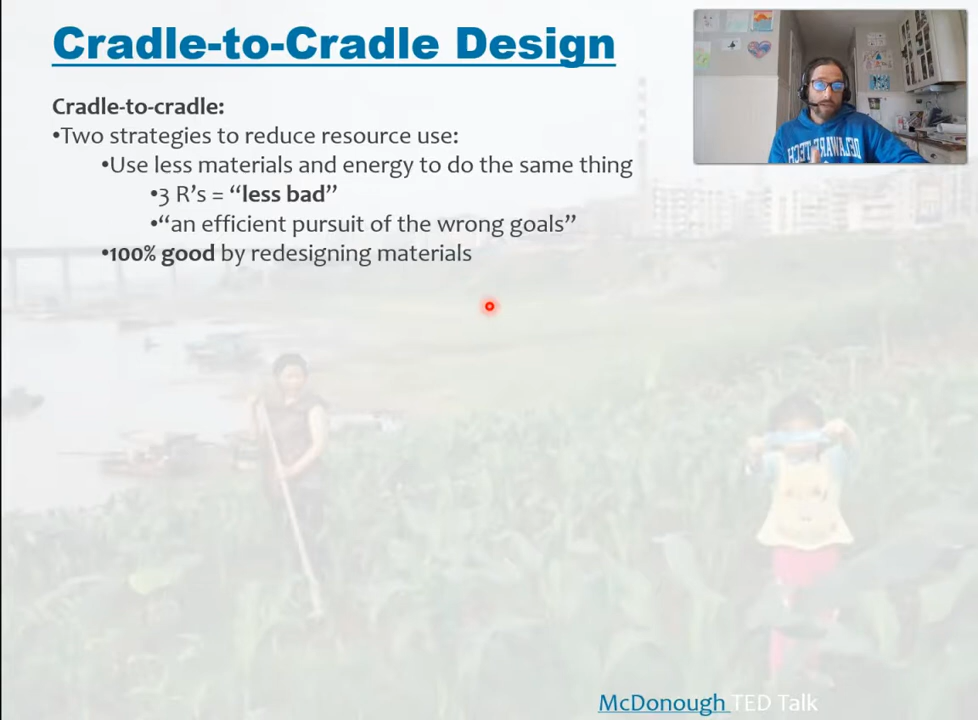 Cradle-to-Cradle Design
Cradle-to-cradle:
•Two strategies to reduce resource use:
•Use less materials and energy to do the same thing
•3 R’s = “less bad”
•“an efficient pursuit of the wrong goals”
•100% good by redesigning materials
DELAWARE
TECH
McDonough TED Talk